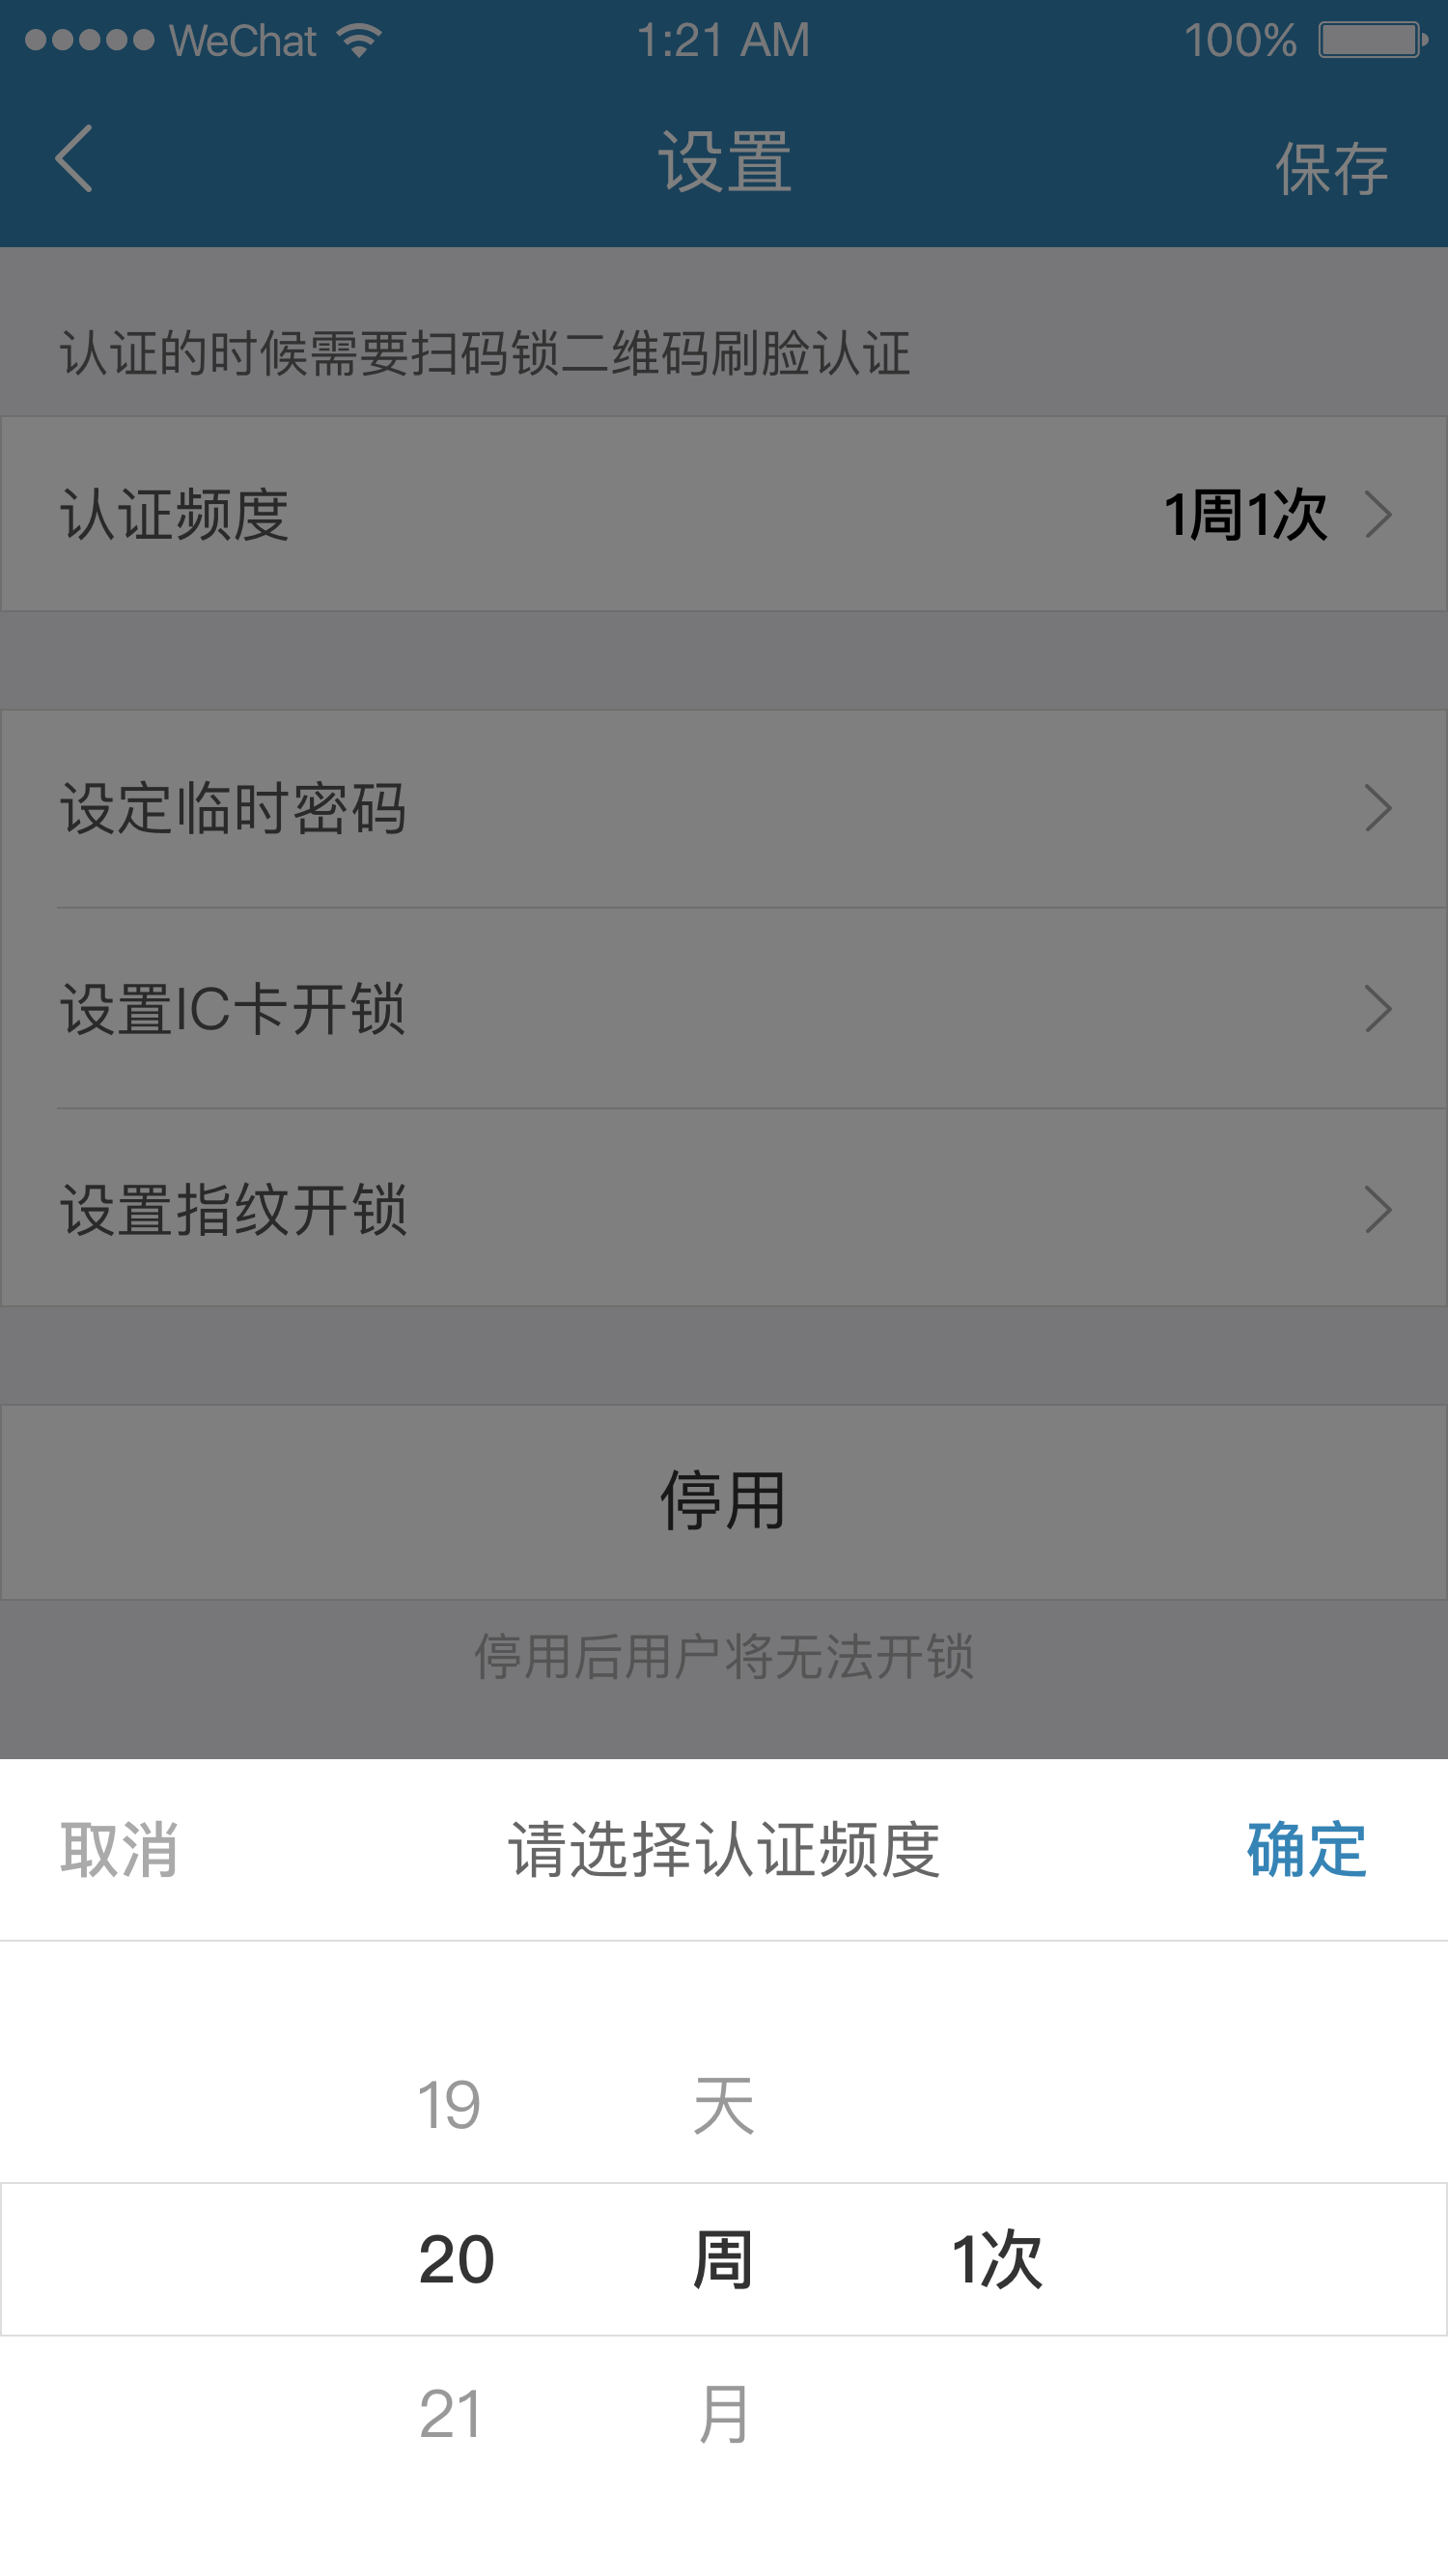 WeChat 1:21 AM 100%
设置 保存
认证的时候需要扫码锁二维码刷脸认证
认证频度 1周1次
设定临时密码
设置IC卡开锁
设置指纹开锁
停用
停用后用户将无法开锁
取消 请选择认证频度 确定
19 天
20 周 1次
21 月